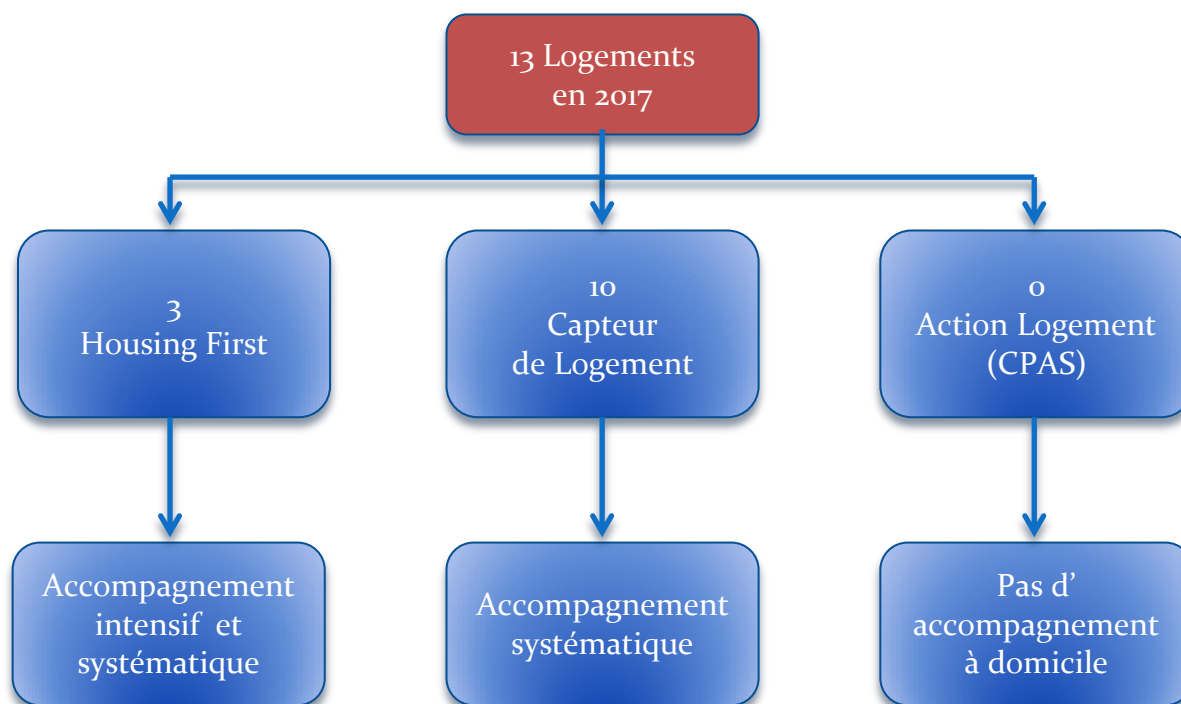 13 Logements
en 2017
3
Housing First
10
Capteur
de Logement
0
Action Logement
(CPAS)
Accompagnement
intensif et
systématique
Accompagnement
systématique
Pas d'
accompagnement
à domicile